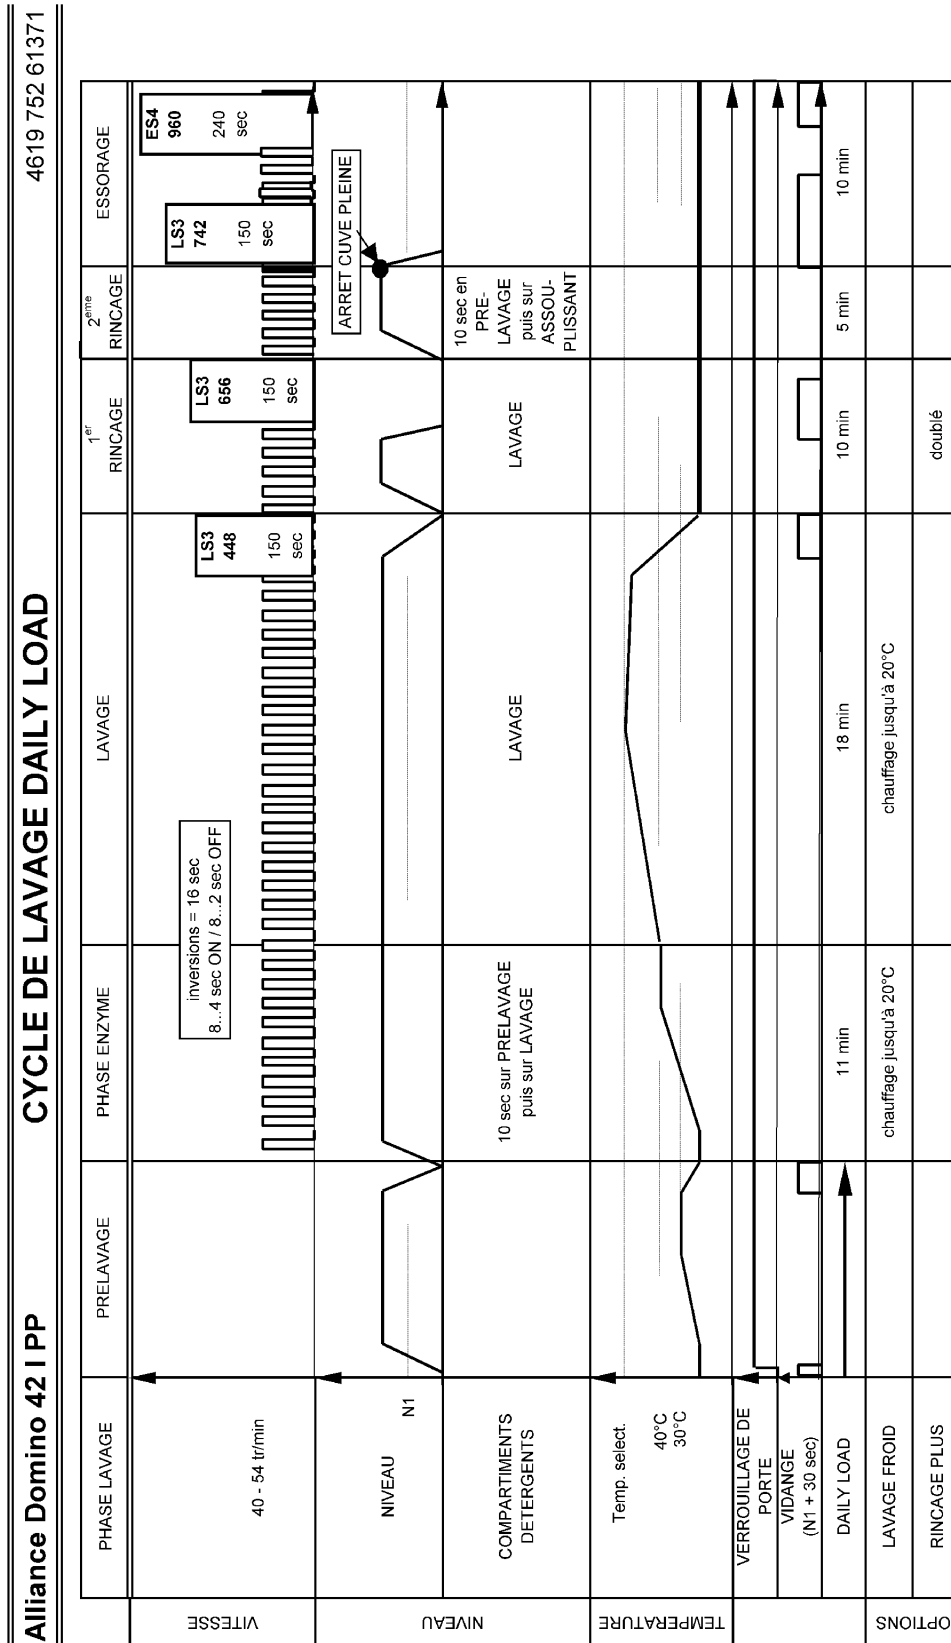 Alliance Domino 42 I PP
CYCLE DE LAVAGE DAILY LOAD
4619 752 61371
PHASE LAVAGE
PRELAVAGE
PHASE ENZYME
LAVAGE
1er
RINCAGE
2eme
RINCAGE
ESSORAGE
VITESSE
40 - 54 tr/min
inversions = 16 sec
8...4 sec ON / 8...2 sec OFF
LS3
448
150
sec
LS3
656
150
sec
LS3
742
150
sec
ES4
960
240
sec
NIVEAU
NIVEAU
N1
ARRET CUVE PLEINE
COMPARTIMENTS
DETERGENTS
10 sec sur PRELAVAGE
puis sur LAVAGE
LAVAGE
LAVAGE
10 sec en
PRE-
LAVAGE
puis sur
ASSOU-
PLISSANT
TEMPERATURE
Temp. select.
40°C
30°C
VERROUILLAGE DE
PORTE
VIDANGE
(N1 + 30 sec)
DAILY LOAD
11 min
18 min
10 min
5 min
10 min
OPTIONS
LAVAGE FROID
chauffage jusqu'à 20°C
chauffage jusqu'à 20°C
RINCAGE PLUS
doublé